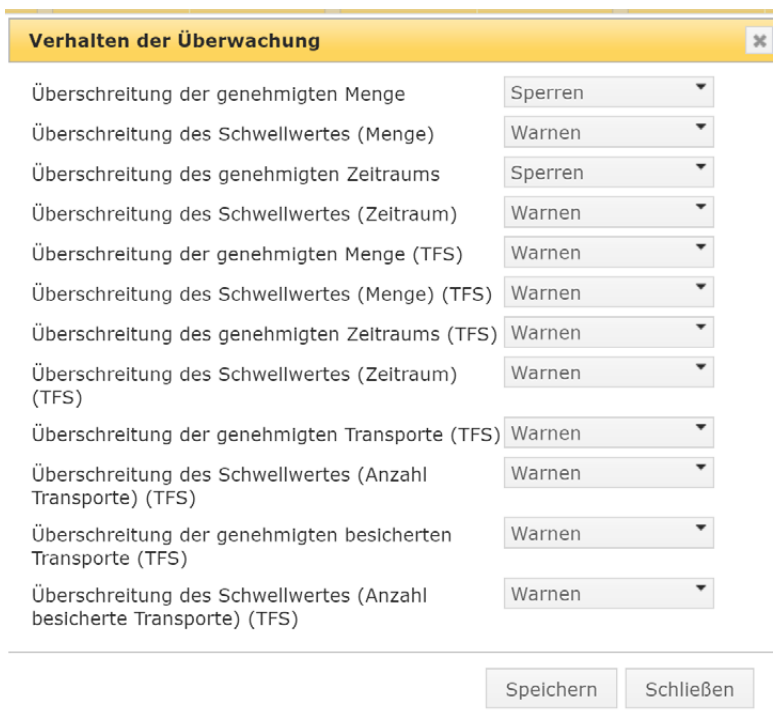 Verhalten der Überwachung
Überschreitung der genehmigten Menge Sperren
Überschreitung des Schwellwertes (Menge) Warnen
Überschreitung des genehmigten Zeitraums Sperren
Überschreitung des Schwellwertes (Zeitraum) Warnen
Überschreitung der genehmigten Menge (TFS) Warnen
Überschreitung des Schwellwertes (Menge) (TFS) Warnen
Überschreitung des genehmigten Zeitraums (TFS) Warnen
Überschreitung des Schwellwertes (Zeitraum) Warnen
(TFS)
Überschreitung der genehmigten Transporte (TFS) Warnen
Überschreitung des Schwellwertes (Anzahl Warnen
Transporte) (TFS)
Überschreitung der genehmigten besicherten Warnen
Transporte (TFS)
Überschreitung des Schwellwertes (Anzahl Warnen
besicherte Transporte) (TFS)
Speichern Schließen